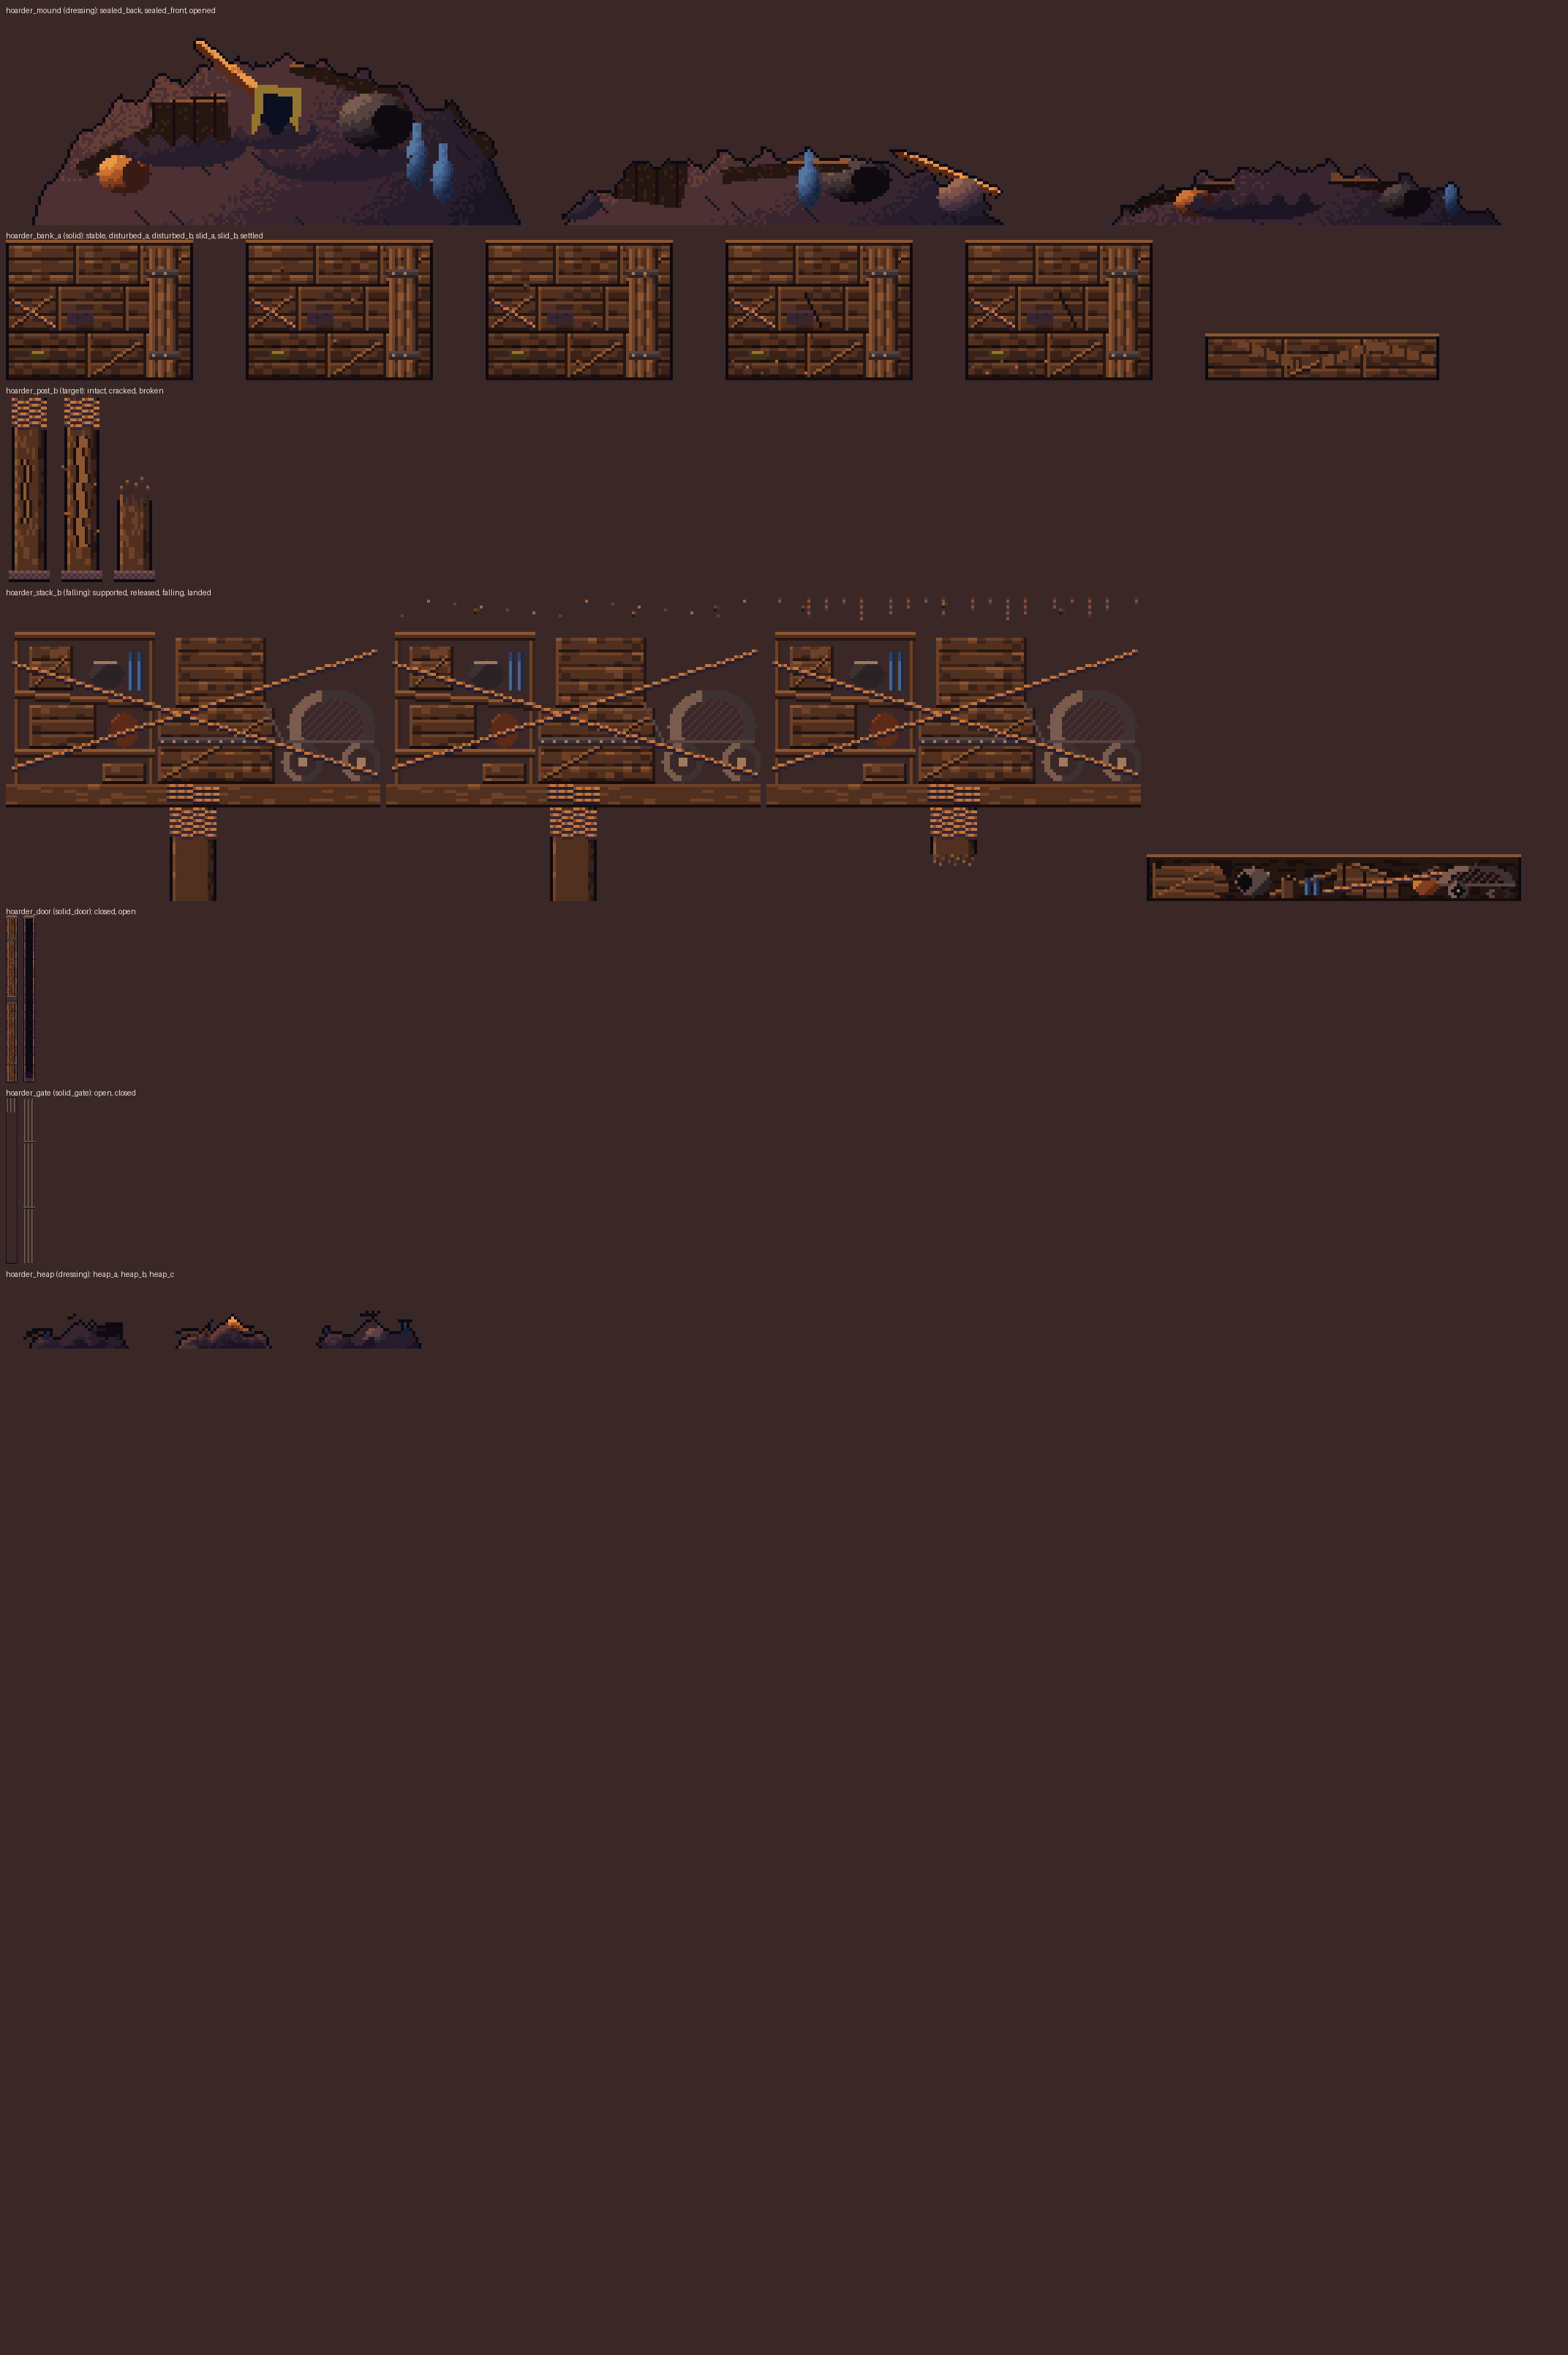 hoarder_mound (dressing): sealed_back, sealed_front, opened
hoarder_bank_a (solid): stable, disturbed_a, disturbed_b, slid_a, slid_b, settled
hoarder_post_b (target): intact, cracked, broken
hoarder_stack_b (falling): supported, released, falling, landed
hoarder_door (solid_door): closed, open
hoarder_gate (solid_gate): open, closed
hoarder_heap (dressing): heap_a, heap_b, heap_c